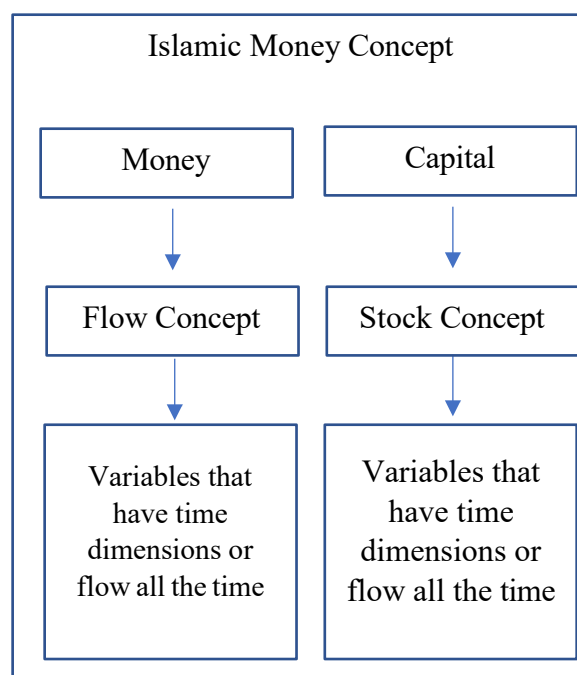 Islamic Money Concept
Money
Capital
Flow Concept
Stock Concept
Variables that
have time
dimensions or
flow all the time
Variables that
have time
dimensions or
flow all the time